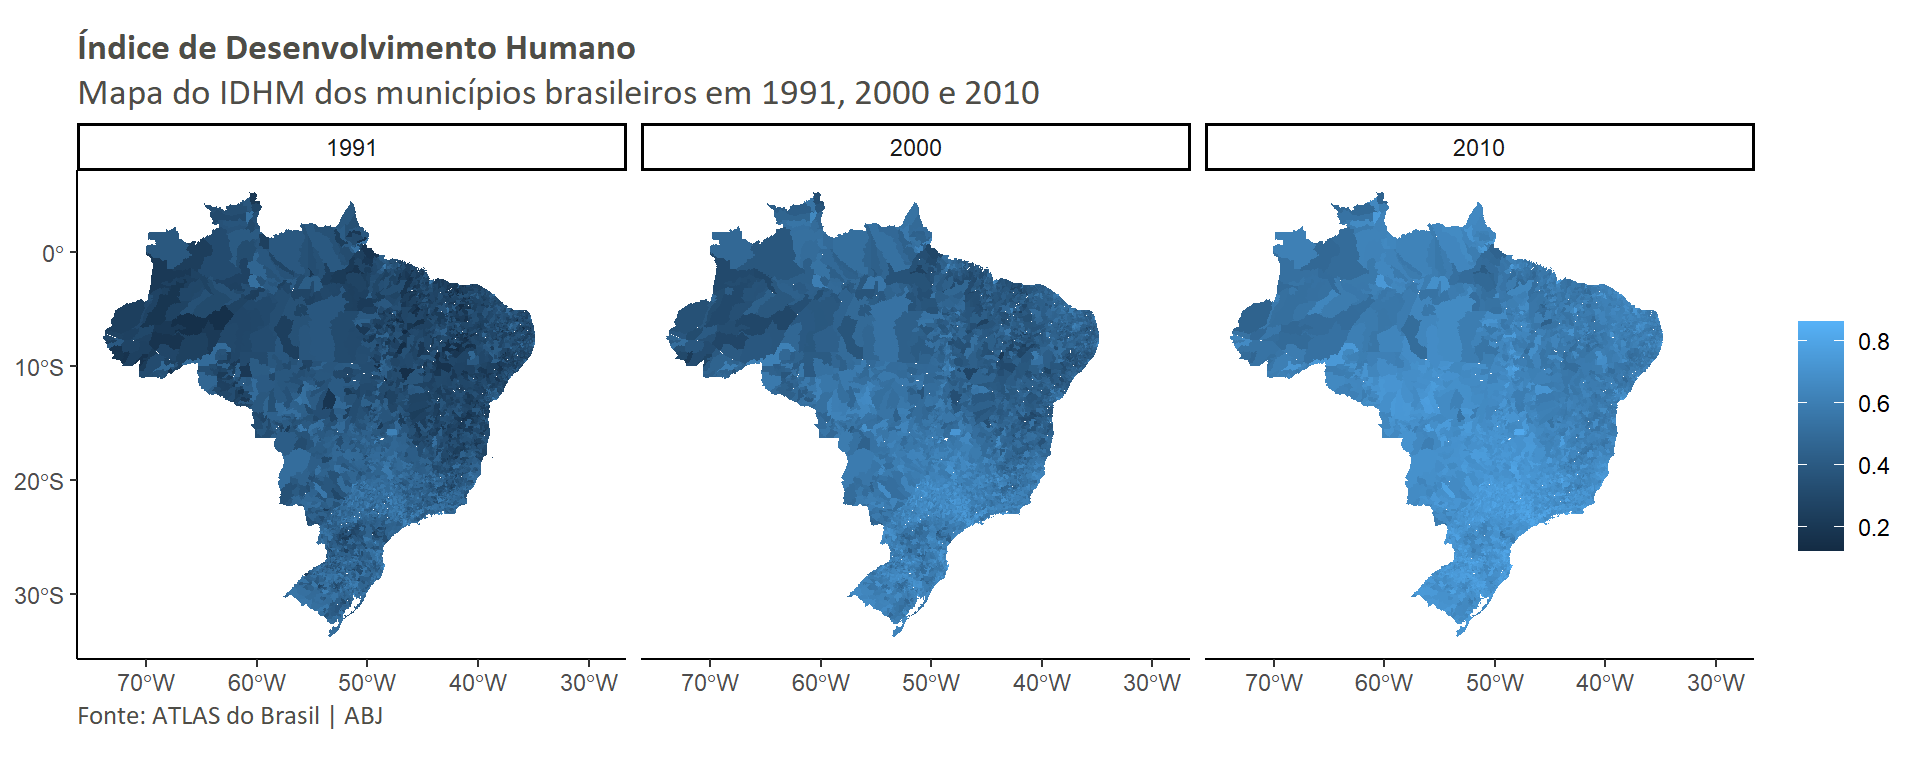 Índice de Desenvolvimento Humano
Mapa do IDHM dos municípios brasileiros em 1991, 2000 e 2010
1991
2000
2010
0°
10°S
20°S
30°S
70°W 60°W 50°W 40°W 30°W
70°W 60°W 50°W 40°W 30°W
70°W 60°W 50°W 40°W 30°W
0.8
0.6
0.4
0.2
Fonte: ATLAS do Brasil | ABJ